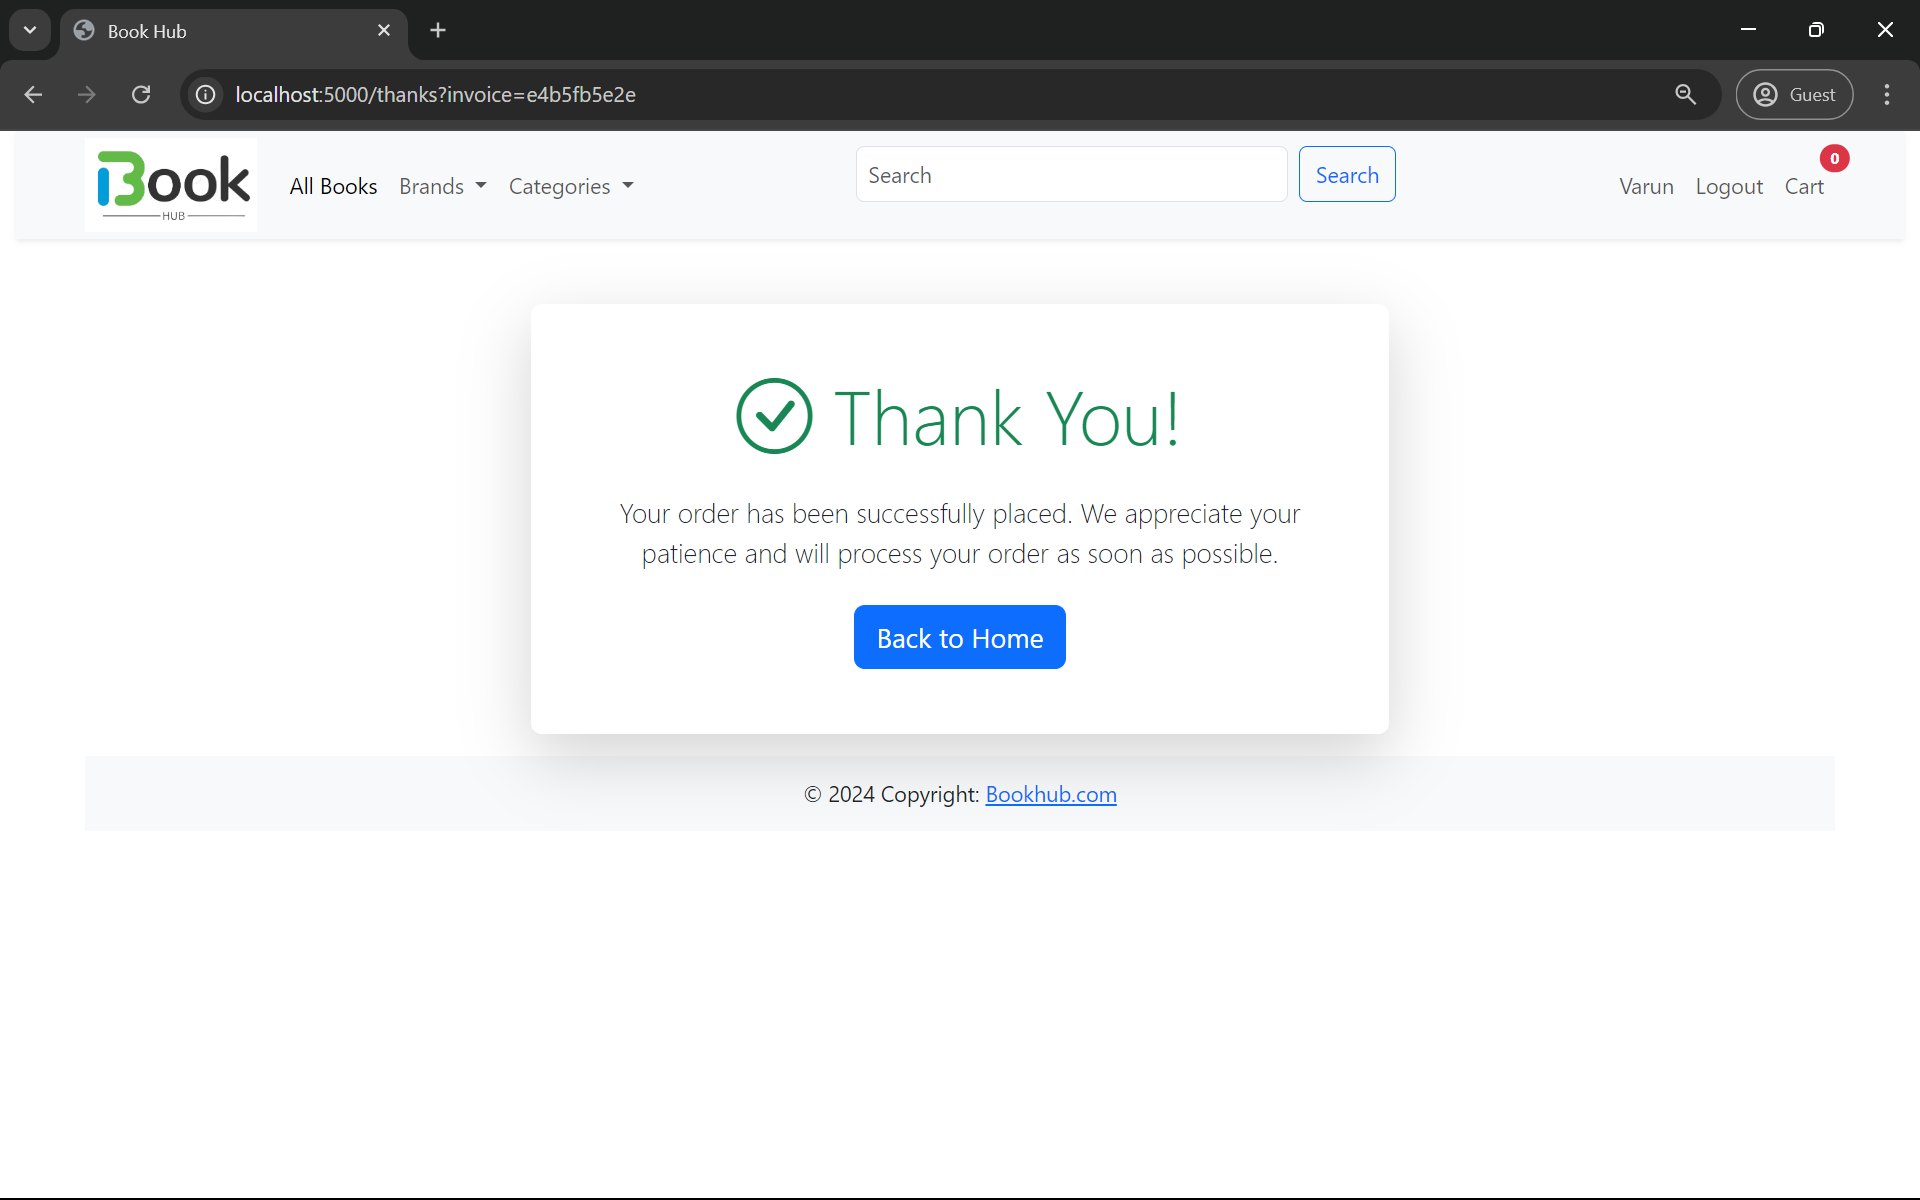 Book Hub
localhost:5000/thanks?invoice=e4b5fb5e2e
Guest
Book
HUB
All Books Brands Categories
Search
Search
Varun Logout Cart 0
Thank You!
Your order has been successfully placed. We appreciate your
patience and will process your order as soon as possible.
Back to Home
© 2024 Copyright: Bookhub.com